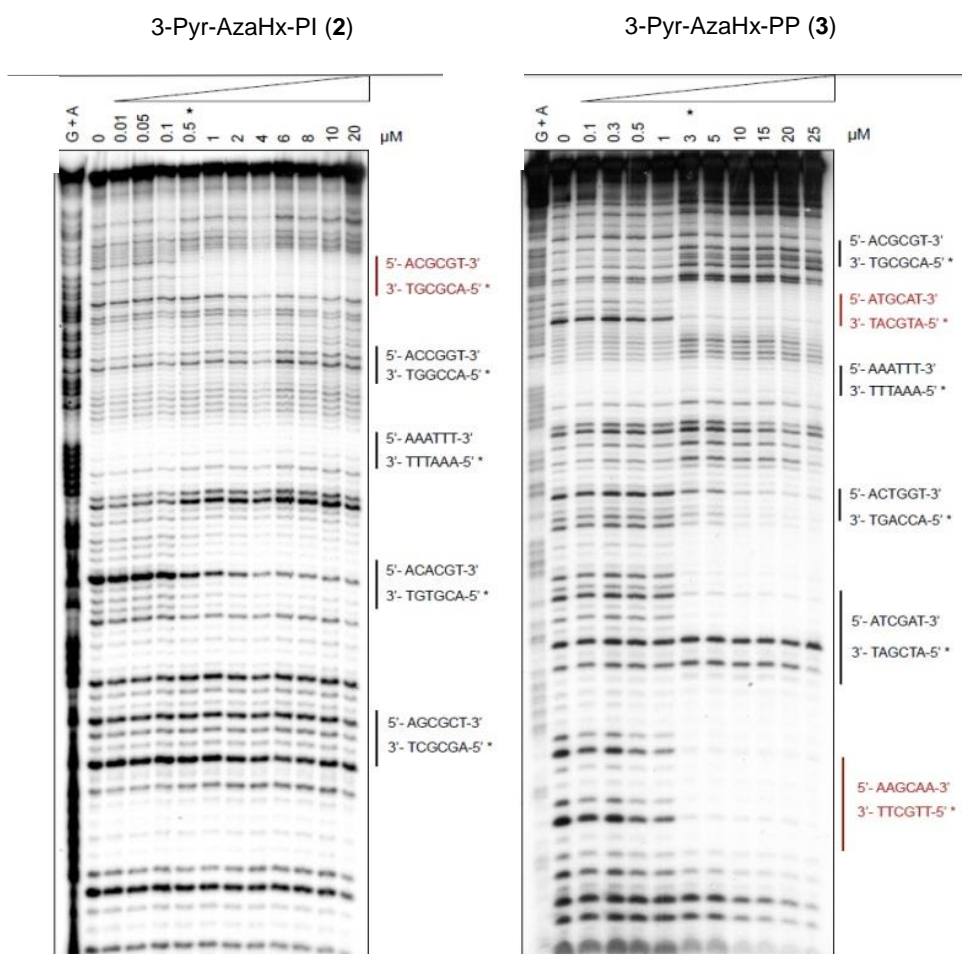 3-Pyr-AzaHx-PI (2)
G + A 0 0.01 0.05 0.1 0.5 * 1 2 4 6 8 10 20 µM
5'- ACGCGT-3'
3'- TGCGCA-5' *
5'- ACCGGT-3'
3'- TGGCCA-5' *
5'- AAATTT-3'
3'- TTTAAA-5' *
5'- ACACGT-3'
3'- TGTGCA-5' *
5'- AGCGCT-3'
3'- TCGCGA-5' *
3-Pyr-AzaHx-PP (3)
G + A 0 0.1 0.3 0.5 1 3 * 5 10 15 20 25 µM
5'- ACGCGT-3'
3'- TGCGCA-5' *
5'- ATGCAT-3'
3'- TACGTA-5' *
5'- AAATTT-3'
3'- TTTAAA-5' *
5'- ACTGGT-3'
3'- TGACCA-5' *
5'- ATCGAT-3'
3'- TAGCTA-5' *
5'- AAGCAA-3'
3'- TTCGTT-5' *